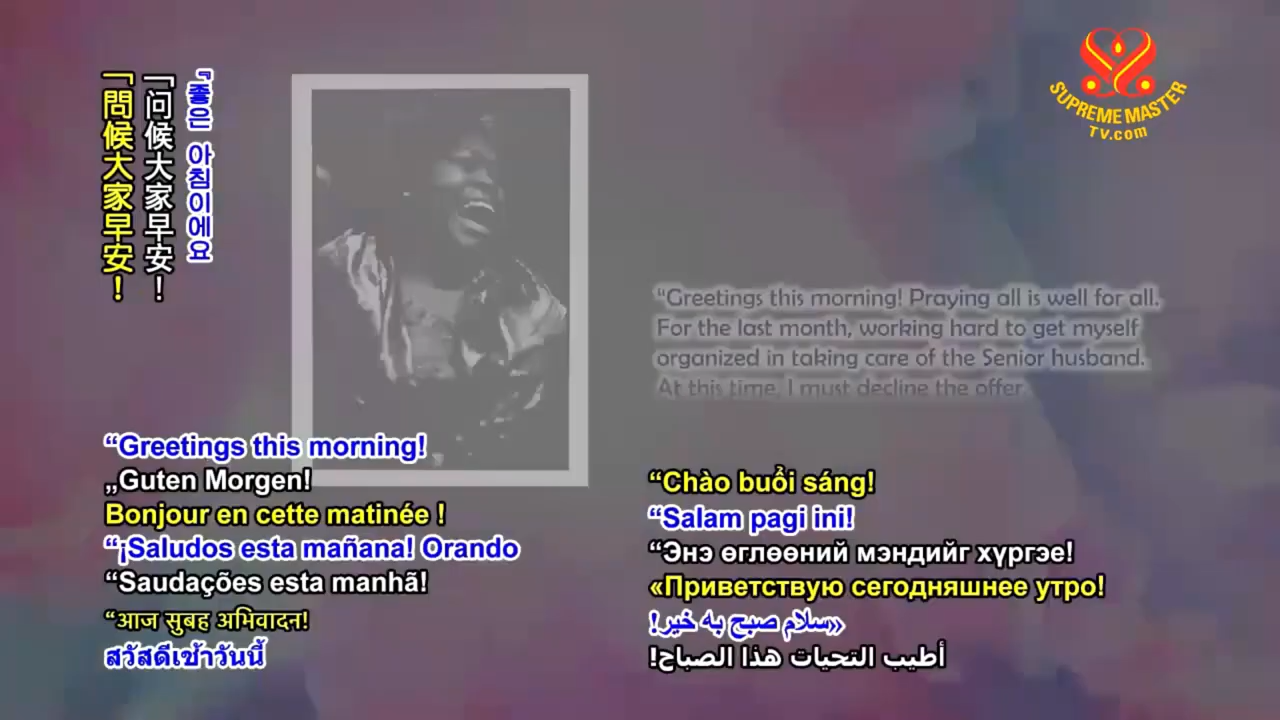 『좋은 아침이에요
「问候大家早安！
「問候大家早安！
SUPREME MASTER
TV.com
“Greetings this morning! Praying all is well for all.
For the last month, working hard to get myself
organized in taking care of the Senior husband.
At this time, I must decline the offer
“Greetings this morning!
„Guten Morgen!
Bonjour en cette matinée !
“¡Saludos esta mañana! Orando
“Saudações esta manhã!
“आज सुबह अभिवादन!
สวัสดีเช้าวันนี้
“Chào buổi sáng!
“Salam pagi ini!
“Энэ өглөөний мэндийг хүргэе!
«Приветствую сегодняшнее утро!
«سلام صبح به خیر!
أطيب التحيات هذا الصباح!